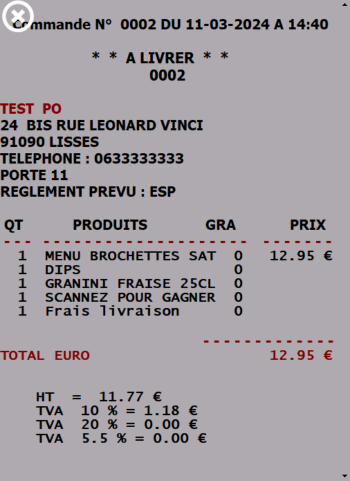 Commande N° 0002 DU 11-03-2024 A 14:40
* * A LIVRER * *
0002
TEST PO
24 BIS RUE LEONARD VINCI
91090 LISSES
TELEPHONE : 0633333333
PORTE 11
REGLEMENT PREVU : ESP
QT PRODUITS GRA PRIX
--- -------------------- -------
1 MENU BROCHETTES SAT 0 12.95 €
1 DIPS 0
1 GRANINI FRAISE 25CL 0
1 SCANNEZ POUR GAGNER 0
1 Frais livraison 0
-------------
TOTAL EURO 12.95 €
HT = 11.77 €
TVA 10 % = 1.18 €
TVA 20 % = 0.00 €
TVA 5.5 % = 0.00 €